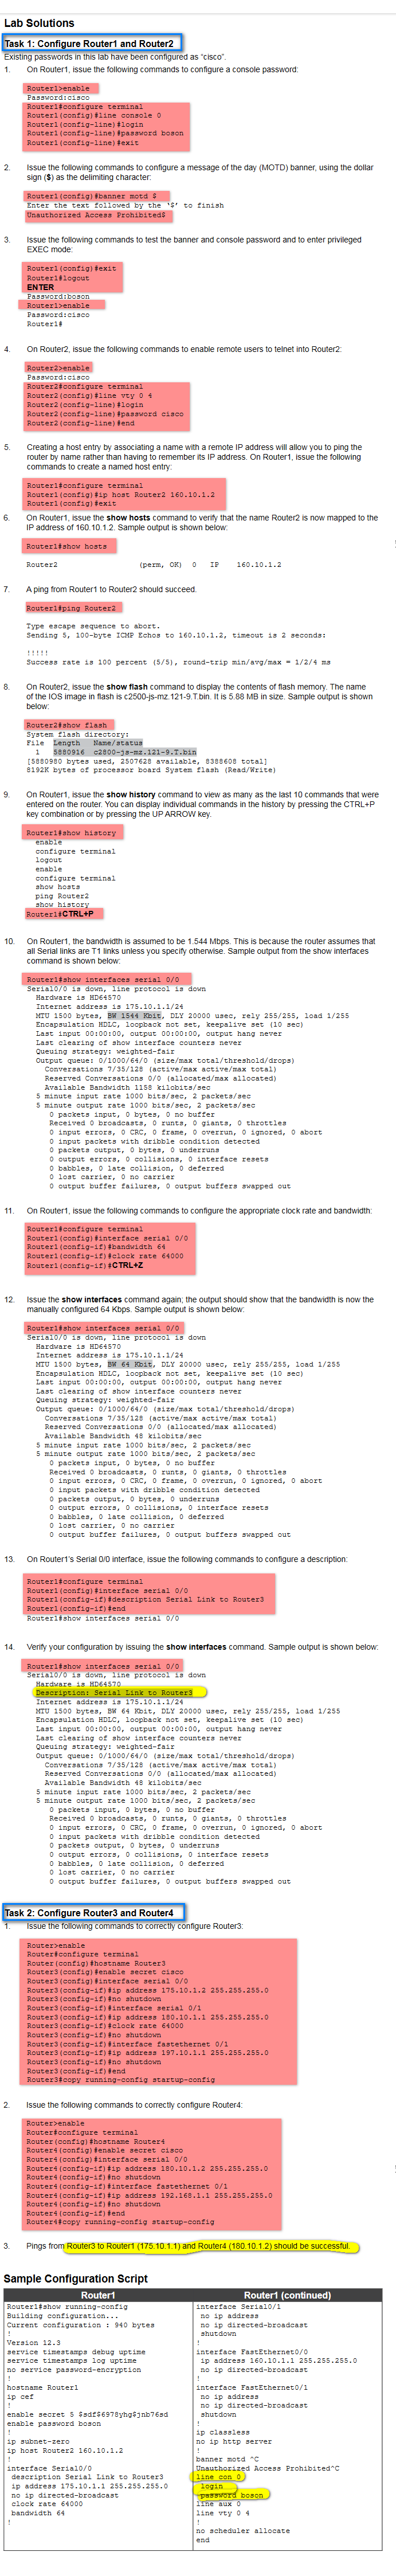 Lab Solutions
Task 1: Configure Router1 and Router2
Existing passwords in this lab have been configured as "cisco".
1. On Router1, issue the following commands to configure a console password:
Router1>enable
Password:cisco
Router1#configure terminal
Router1(config)#line console 0
Router1(config-line)#login
Router1(config-line)#password boson
Router1(config-line)#exit
2. Issue the following commands to configure a message of the day (MOTD) banner, using the dollar
sign ($) as the delimiting character:
Router1(config)#banner motd $
Enter the text followed by the '$' to finish
Unauthorized Access Prohibited$
3. Issue the following commands to test the banner and console password and to enter privileged
EXEC mode:
Router1(config)#exit
Router1#logout
ENTER
Password:boson
Router1>enable
Password:cisco
Router1#
4. On Router2, issue the following commands to enable remote users to telnet into Router2:
Router2>enable
Password:cisco
Router2#configure terminal
Router2(config)#line vty 0 4
Router2(config-line)#login
Router2(config-line)#password cisco
Router2(config-line)#end
5. Creating a host entry by associating a name with a remote IP address will allow you to ping the
router by name rather than having to remember its IP address. On Router1, issue the following
commands to create a named host entry:
Router1#configure terminal
Router1(config)#ip host Router2 160.10.1.2
Router1(config)#exit
6. On Router1, issue the show hosts command to verify that the name Router2 is now mapped to the
IP address of 160.10.1.2. Sample output is shown below:
Router1#show hosts
Router2 (perm, OK) 0 IP 160.10.1.2
7. A ping from Router1 to Router2 should succeed.
Router1#ping Router2
Type escape sequence to abort.
Sending 5, 100-byte ICMP Echos to 160.10.1.2, timeout is 2 seconds:
!!!!!
Success rate is 100 percent (5/5), round-trip min/avg/max = 1/2/4 ms
8. On Router2, issue the show flash command to display the contents of flash memory. The name
of the IOS image in flash is c2500-js-mz.121-9.T.bin. It is 5.88 MB in size. Sample output is shown
below:
Router2#show flash
System flash directory:
File Length Name/status
1 5880916 c2800-js-mz.121-9.T.bin
[5880980 bytes used, 2507628 available, 8388608 total]
8192K bytes of processor board System flash (Read/Write)
9. On Router1, issue the show history command to view as many as the last 10 commands that were
entered on the router. You can display individual commands in the history by pressing the CTRL+P
key combination or by pressing the UP ARROW key.
Router1#show history
enable
configure terminal
logout
enable
configure terminal
show hosts
ping Router2
show history
Router1#CTRL+P
10. On Router1, the bandwidth is assumed to be 1.544 Mbps. This is because the router assumes that
all Serial links are T1 links unless you specify otherwise. Sample output from the show interfaces
command is shown below:
Router1#show interfaces serial 0/0
Serial0/0 is down, line protocol is down
Hardware is HD64570
Internet address is 175.10.1.1/24
MTU 1500 bytes, BW 1544 Kbit, DLY 20000 usec, rely 255/255, load 1/255
Encapsulation HDLC, loopback not set, keepalive set (10 sec)
Last input 00:00:00, output 00:00:00, output hang never
Last clearing of show interface counters never
Queuing strategy: weighted-fair
Output queue: 0/1000/64/0 (size/max total/threshold/drops)
Conversations 7/35/128 (active/max active/max total)
Reserved Conversations 0/0 (allocated/max allocated)
Available Bandwidth 1158 kilobits/sec
5 minute input rate 1000 bits/sec, 2 packets/sec
5 minute output rate 1000 bits/sec, 2 packets/sec
0 packets input, 0 bytes, 0 no buffer
Received 0 broadcasts, 0 runts, 0 giants, 0 throttles
0 input errors, 0 CRC, 0 frame, 0 overrun, 0 ignored, 0 abort
0 input packets with dribble condition detected
0 packets output, 0 bytes, 0 underruns
0 output errors, 0 collisions, 0 interface resets
0 babbles, 0 late collision, 0 deferred
0 lost carrier, 0 no carrier
0 output buffer failures, 0 output buffers swapped out
11. On Router1, issue the following commands to configure the appropriate clock rate and bandwidth:
Router1#configure terminal
Router1(config)#interface serial 0/0
Router1(config-if)#bandwidth 64
Router1(config-if)#clock rate 64000
Router1(config-if)#CTRL+Z
12. Issue the show interfaces command again; the output should show that the bandwidth is now the
manually configured 64 Kbps. Sample output is shown below:
Router1#show interfaces serial 0/0
Serial0/0 is down, line protocol is down
Hardware is HD64570
Internet address is 175.10.1.1/24
MTU 1500 bytes, BW 64 Kbit, DLY 20000 usec, rely 255/255, load 1/255
Encapsulation HDLC, loopback not set, keepalive set (10 sec)
Last input 00:00:00, output 00:00:00, output hang never
Last clearing of show interface counters never
Queuing strategy: weighted-fair
Output queue: 0/1000/64/0 (size/max total/threshold/drops)
Conversations 7/35/128 (active/max active/max total)
Reserved Conversations 0/0 (allocated/max allocated)
Available Bandwidth 48 kilobits/sec
5 minute input rate 1000 bits/sec, 2 packets/sec
5 minute output rate 1000 bits/sec, 2 packets/sec
0 packets input, 0 bytes, 0 no buffer
Received 0 broadcasts, 0 runts, 0 giants, 0 throttles
0 input errors, 0 CRC, 0 frame, 0 overrun, 0 ignored, 0 abort
0 input packets with dribble condition detected
0 packets output, 0 bytes, 0 underruns
0 output errors, 0 collisions, 0 interface resets
0 babbles, 0 late collision, 0 deferred
0 lost carrier, 0 no carrier
0 output buffer failures, 0 output buffers swapped out
13. On Router1's Serial 0/0 interface, issue the following commands to configure a description:
Router1#configure terminal
Router1(config)#interface serial 0/0
Router1(config-if)#description Serial Link to Router3
Router1(config-if)#end
Router1#show interfaces serial 0/0
14. Verify your configuration by issuing the show interfaces command. Sample output is shown below:
Router1#show interfaces serial 0/0
Serial0/0 is down, line protocol is down
Hardware is HD64570
Description: Serial Link to Router3
Internet address is 175.10.1.1/24
MTU 1500 bytes, BW 64 Kbit, DLY 20000 usec, rely 255/255, load 1/255
Encapsulation HDLC, loopback not set, keepalive set (10 sec)
Last input 00:00:00, output 00:00:00, output hang never
Last clearing of show interface counters never
Queuing strategy: weighted-fair
Output queue: 0/1000/64/0 (size/max total/threshold/drops)
Conversations 7/35/128 (active/max active/max total)
Reserved Conversations 0/0 (allocated/max allocated)
Available Bandwidth 48 kilobits/sec
5 minute input rate 1000 bits/sec, 2 packets/sec
5 minute output rate 1000 bits/sec, 2 packets/sec
0 packets input, 0 bytes, 0 no buffer
Received 0 broadcasts, 0 runts, 0 giants, 0 throttles
0 input errors, 0 CRC, 0 frame, 0 overrun, 0 ignored, 0 abort
0 input packets with dribble condition detected
0 packets output, 0 bytes, 0 underruns
0 output errors, 0 collisions, 0 interface resets
0 babbles, 0 late collision, 0 deferred
0 lost carrier, 0 no carrier
0 output buffer failures, 0 output buffers swapped out
Task 2: Configure Router3 and Router4
1. Issue the following commands to correctly configure Router3:
Router>enable
Router#configure terminal
Router(config)#hostname Router3
Router3(config)#enable secret cisco
Router3(config)#interface serial 0/0
Router3(config-if)#ip address 175.10.1.2 255.255.255.0
Router3(config-if)#no shutdown
Router3(config-if)#interface serial 0/1
Router3(config-if)#ip address 180.10.1.1 255.255.255.0
Router3(config-if)#clock rate 64000
Router3(config-if)#no shutdown
Router3(config-if)#interface fastethernet 0/1
Router3(config-if)#ip address 197.10.1.1 255.255.255.0
Router3(config-if)#no shutdown
Router3(config-if)#end
Router3#copy running-config startup-config
2. Issue the following commands to correctly configure Router4:
Router>enable
Router#configure terminal
Router(config)#hostname Router4
Router4(config)#enable secret cisco
Router4(config)#interface serial 0/0
Router4(config-if)#ip address 180.10.1.2 255.255.255.0
Router4(config-if)#no shutdown
Router4(config-if)#interface fastethernet 0/1
Router4(config-if)#ip address 192.168.1.1 255.255.255.0
Router4(config-if)#no shutdown
Router4(config-if)#end
Router4#copy running-config startup-config
3. Pings from Router3 to Router1 (175.10.1.1) and Router4 (180.10.1.2) should be successful.
Sample Configuration Script
Router1
Router1#show running-config
Building configuration...
Current configuration : 940 bytes
!
Version 12.3
service timestamps debug uptime
service timestamps log uptime
no service password-encryption
!
hostname Router1
ip cef
!
enable secret 5 $sdf$6978yhg$jnb76sd
enable password boson
!
ip subnet-zero
ip host Router2 160.10.1.2
!
interface Serial0/0
description Serial Link to Router3
ip address 175.10.1.1 255.255.255.0
no ip directed-broadcast
clock rate 64000
bandwidth 64
!
Router1 (continued)
interface Serial0/1
no ip address
no ip directed-broadcast
shutdown
!
interface FastEthernet0/0
ip address 160.10.1.1 255.255.255.0
no ip directed-broadcast
!
interface FastEthernet0/1
no ip address
no ip directed-broadcast
shutdown
!
ip classless
no ip http server
!
banner motd ^C
Unauthorized Access Prohibited^C
line con 0
login
password boson
line aux 0
line vty 0 4
!
no scheduler allocate
end